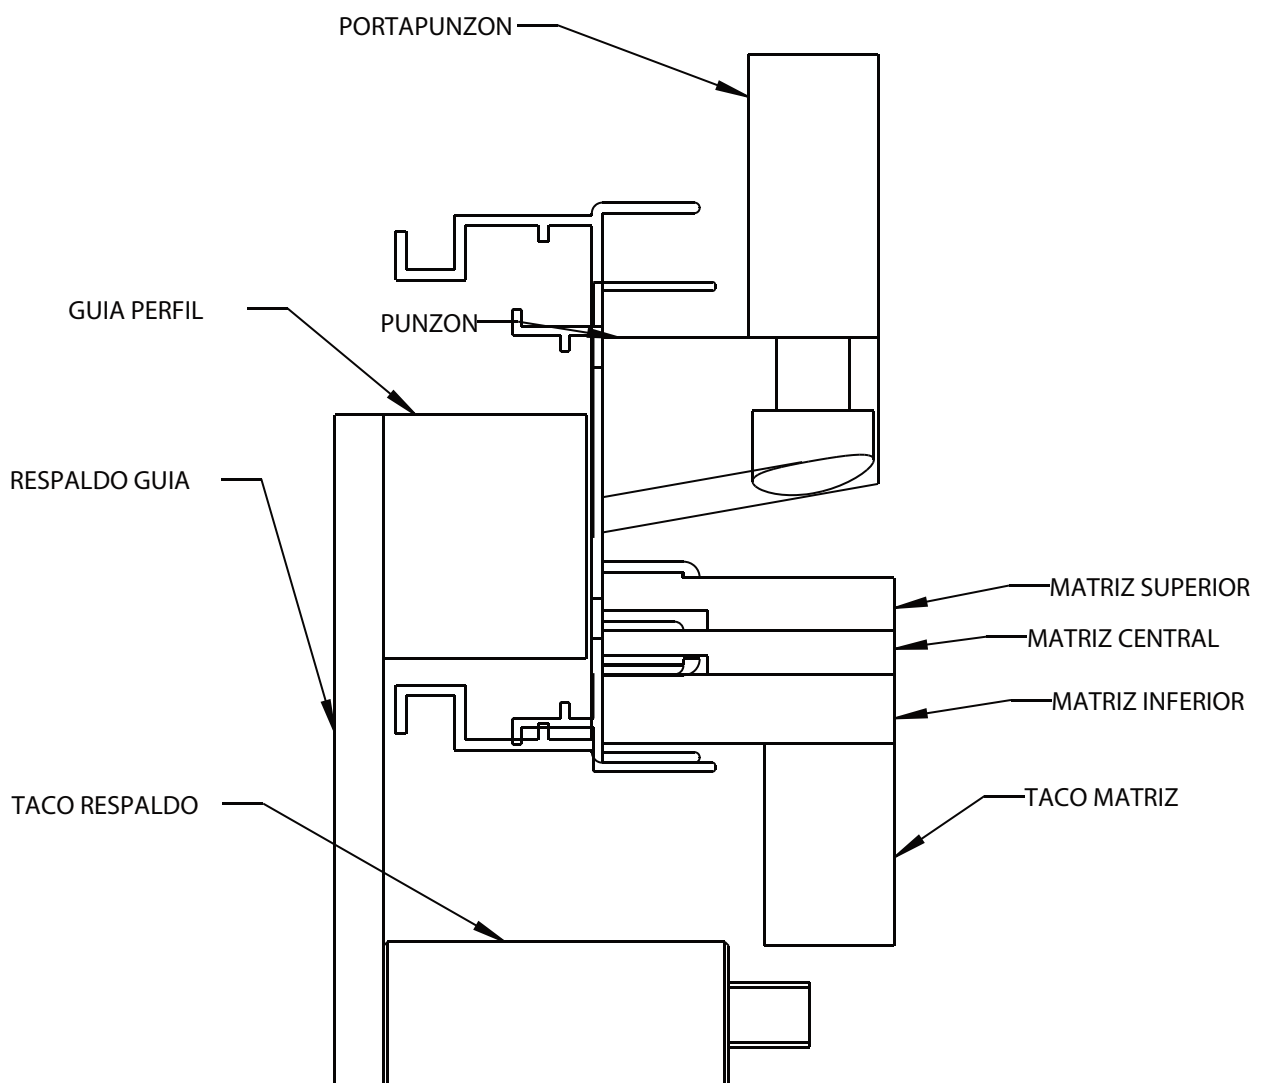 PORTAPUNZON
GUIA PERFIL
PUNZON
RESPALDO GUIA
MATRIZ SUPERIOR
MATRIZ CENTRAL
MATRIZ INFERIOR
TACO MATRIZ
TACO RESPALDO